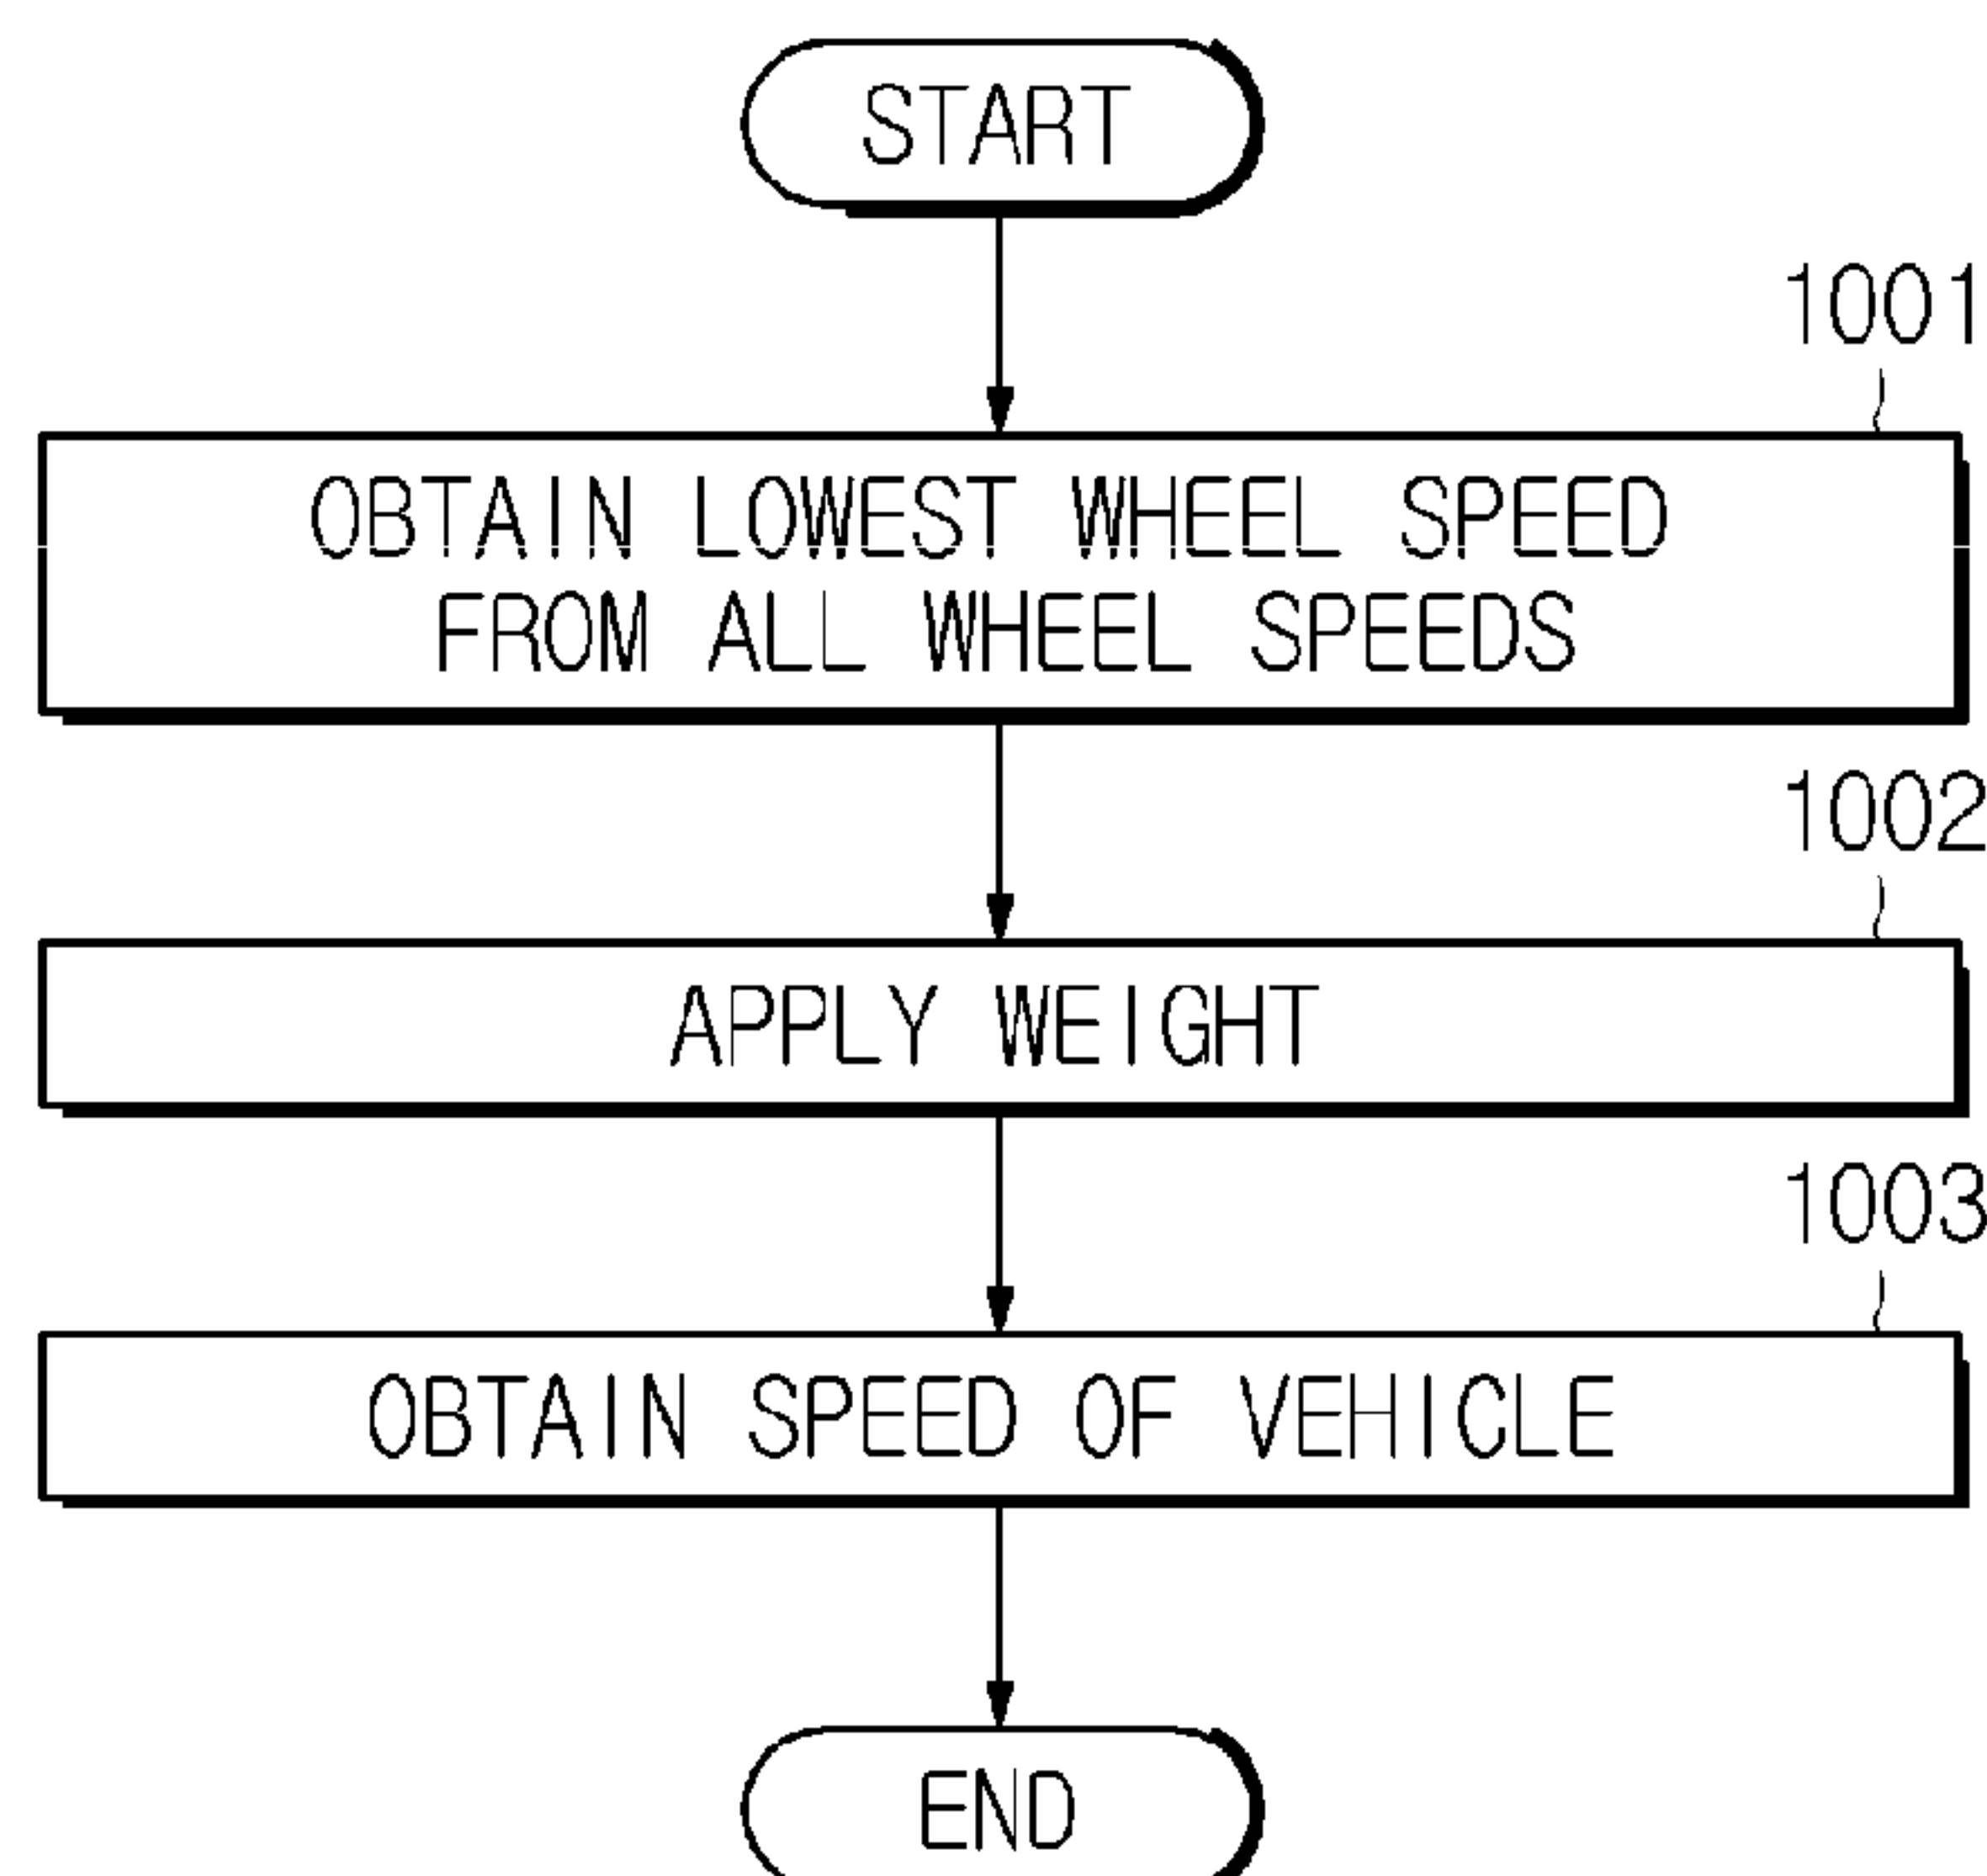 START
1001
OBTAIN LOWEST WHEEL SPEED
FROM ALL WHEEL SPEEDS
1002
APPLY WEIGHT
1003
OBTAIN SPEED OF VEHICLE
END